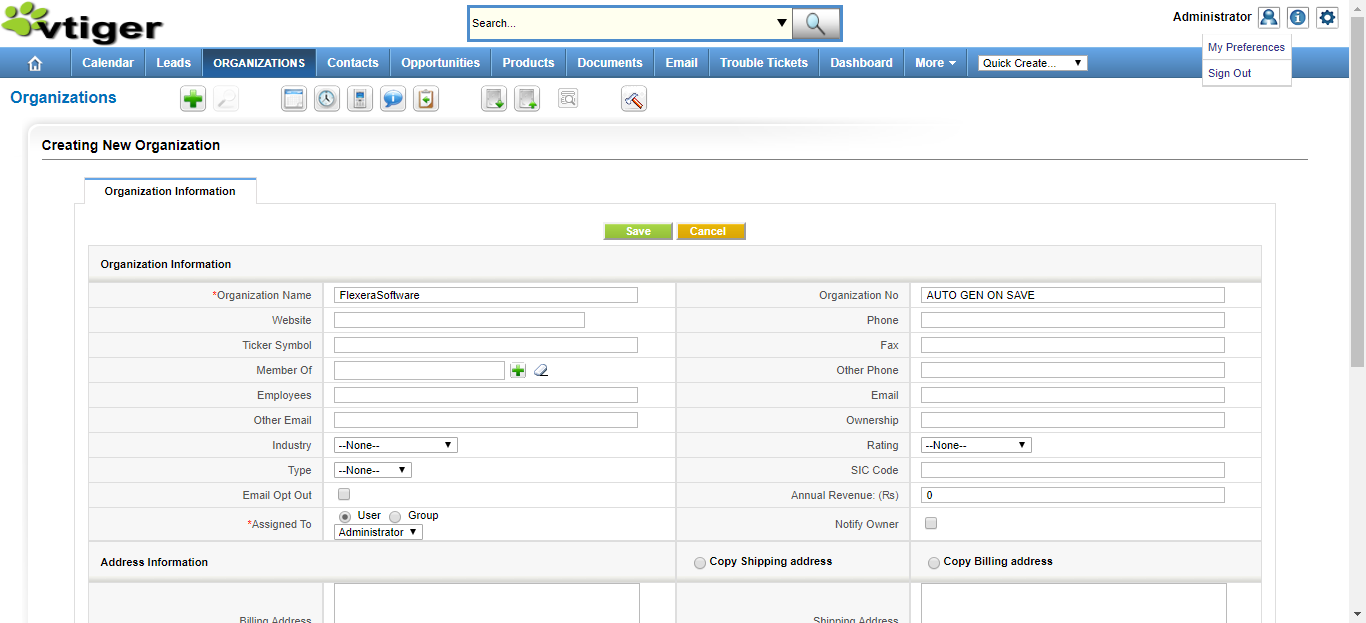 vtiger
Search...
Administrator
My Preferences
Sign Out
Calendar Leads ORGANIZATIONS Contacts Opportunities Products Documents Email Trouble Tickets Dashboard More Quick Create...
Organizations
Creating New Organization
Organization Information
Save Cancel
Organization Information
*Organization Name FlexeraSoftware Organization No AUTO GEN ON SAVE
Website Phone
Ticker Symbol Fax
Member Of Other Phone
Employees Email
Other Email Ownership
Industry --None-- Rating --None--
Type --None-- SIC Code
Email Opt Out Annual Revenue: (Rs) 0
*Assigned To User Group Notify Owner
Administrator
Address Information Copy Shipping address Copy Billing address
Billing Address Shipping Address